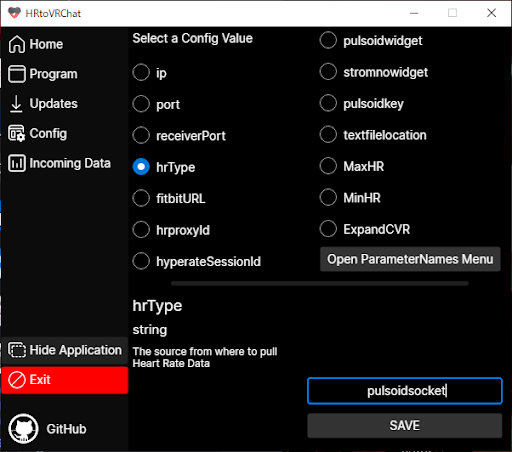 HRtoVRChat
Home
Program
Updates
Config
Incoming Data
Hide Application
Exit
GitHub
Select a Config Value
ip
port
receiverPort
hrType
fitbitURL
hrproxyId
hyperateSessionId
pulsoidwidget
stromnowidget
pulsoidkey
textfilelocation
MaxHR
MinHR
ExpandCVR
Open ParameterNames Menu
hrType
string
The source from where to pull
Heart Rate Data
pulsoidsocket
SAVE